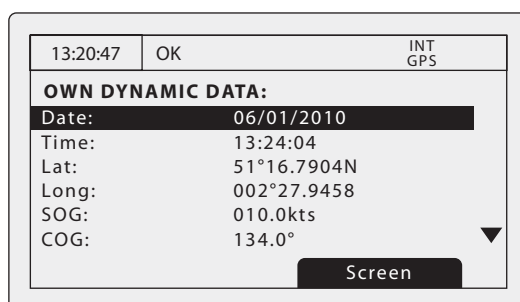 13:20:47 OK INT
GPS
OWN DYNAMIC DATA:
Date: 06/01/2010
Time: 13:24:04
Lat: 51°16.7904N
Long: 002°27.9458
SOG: 010.0kts
COG: 134.0°
Screen